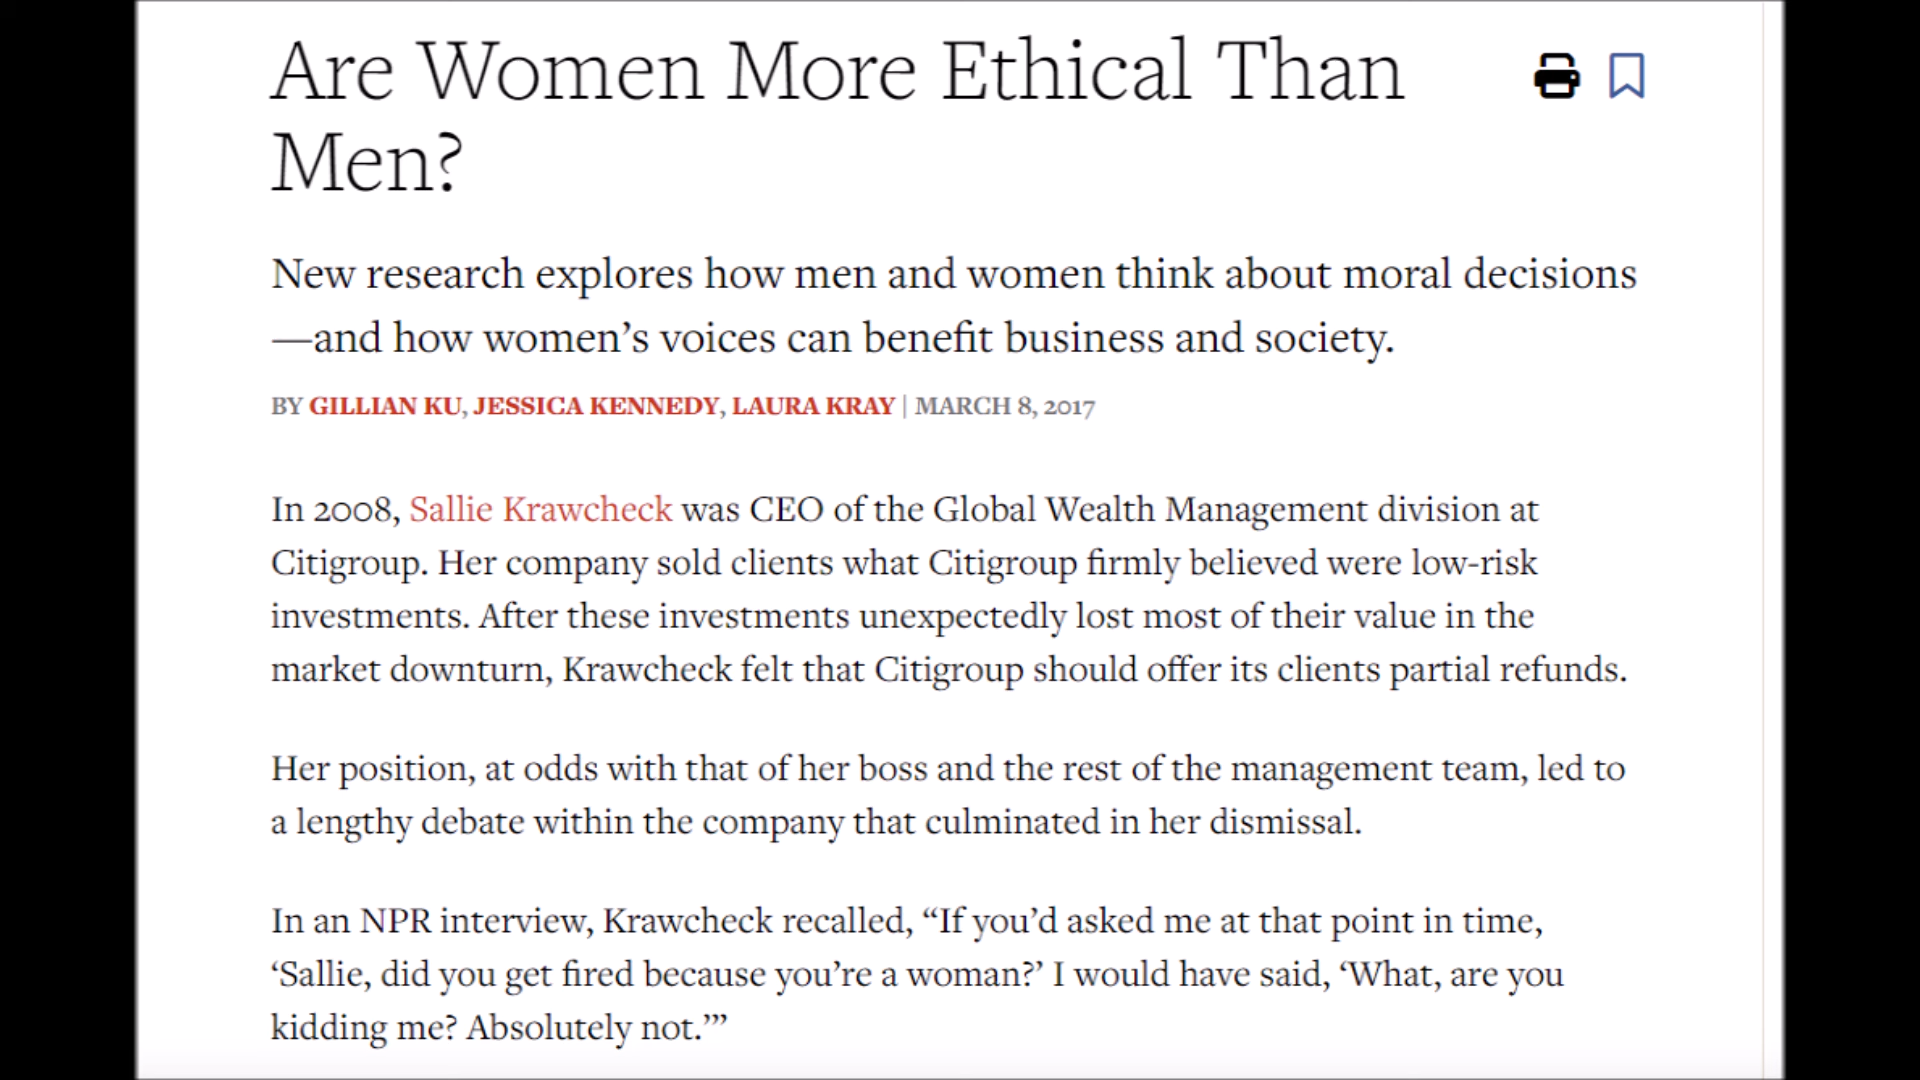 Are Women More Ethical Than
Men?
New research explores how men and women think about moral decisions
—and how women’s voices can benefit business and society.
BY GILLIAN KU, JESSICA KENNEDY, LAURA KRAY | MARCH 8, 2017
In 2008, Sallie Krawcheck was CEO of the Global Wealth Management division at
Citigroup. Her company sold clients what Citigroup firmly believed were low-risk
investments. After these investments unexpectedly lost most of their value in the
market downturn, Krawcheck felt that Citigroup should offer its clients partial refunds.
Her position, at odds with that of her boss and the rest of the management team, led to
a lengthy debate within the company that culminated in her dismissal.
In an NPR interview, Krawcheck recalled, “If you’d asked me at that point in time,
‘Sallie, did you get fired because you’re a woman?’ I would have said, ‘What, are you
kidding me? Absolutely not.’”